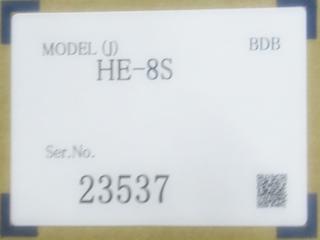 MODEL (J) BDB
HE-8S
Ser.No.
23537